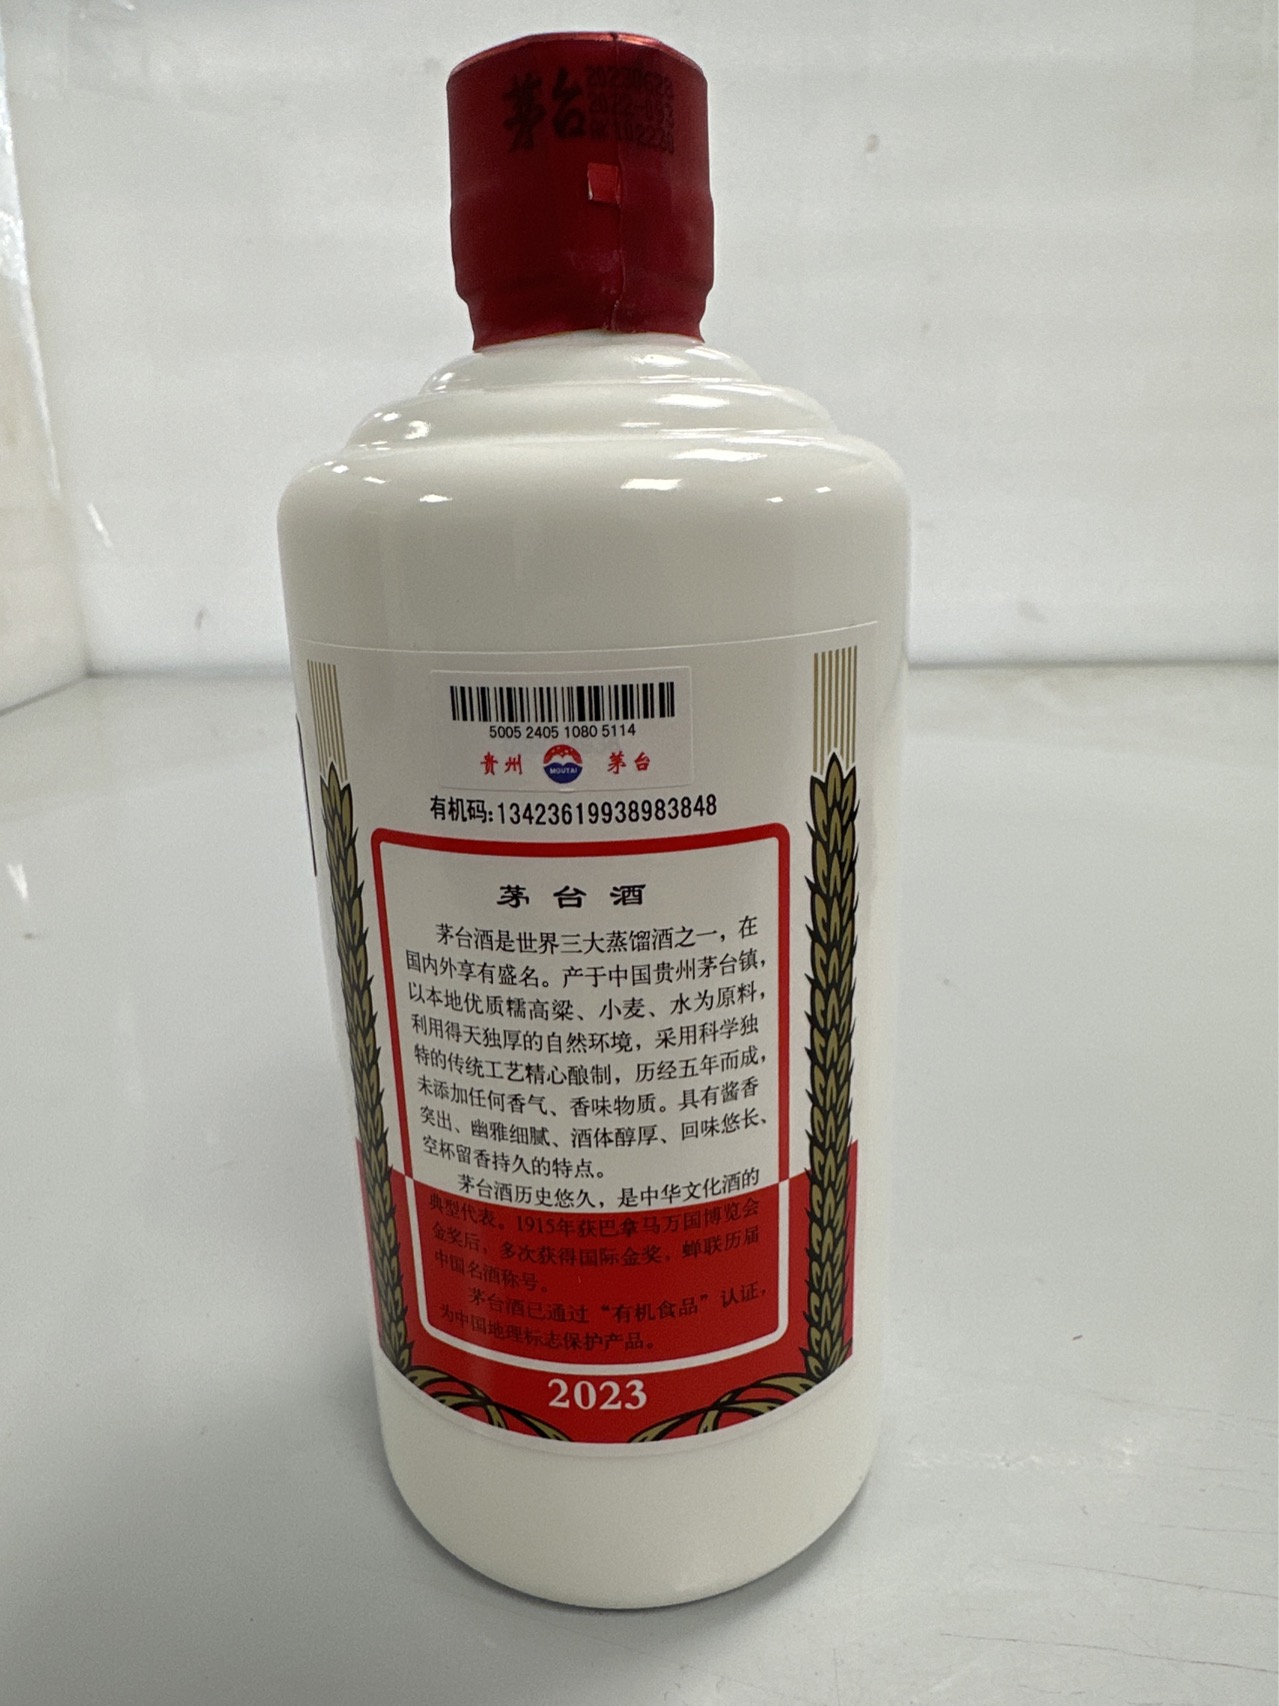 茅台
5005 2405 1080 5114
贵州 MOUTAI 茅台
有机码:13423619938983848
茅台酒
茅台酒是世界三大蒸馏酒之一，在
国内外享有盛名。产于中国贵州茅台镇，
以本地优质糯高粱、小麦、水为原料，
利用得天独厚的自然环境，采用科学独
特的传统工艺精心酿制，历经五年而成，
未添加任何香气、香味物质。具有酱香
突出、幽雅细腻、酒体醇厚、回味悠长、
空杯留香持久的特点。
茅台酒历史悠久，是中华文化酒的
典型代表。1915年获巴拿马万国博览会
金奖后，多次获得国际金奖，蝉联历届
中国名酒称号。
茅台酒已通过“有机食品”认证，
为中国地理标志保护产品。
2023